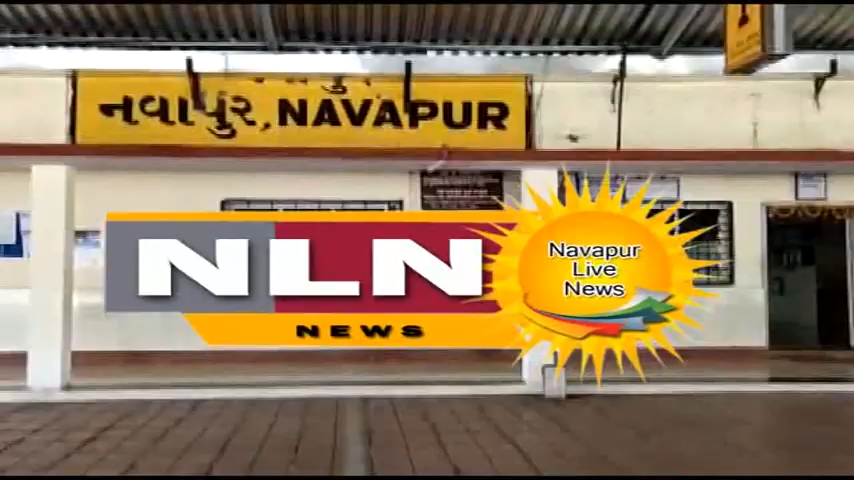 નવાપુર, NAVAPUR
NLN
NEWS
Navapur
Live
News